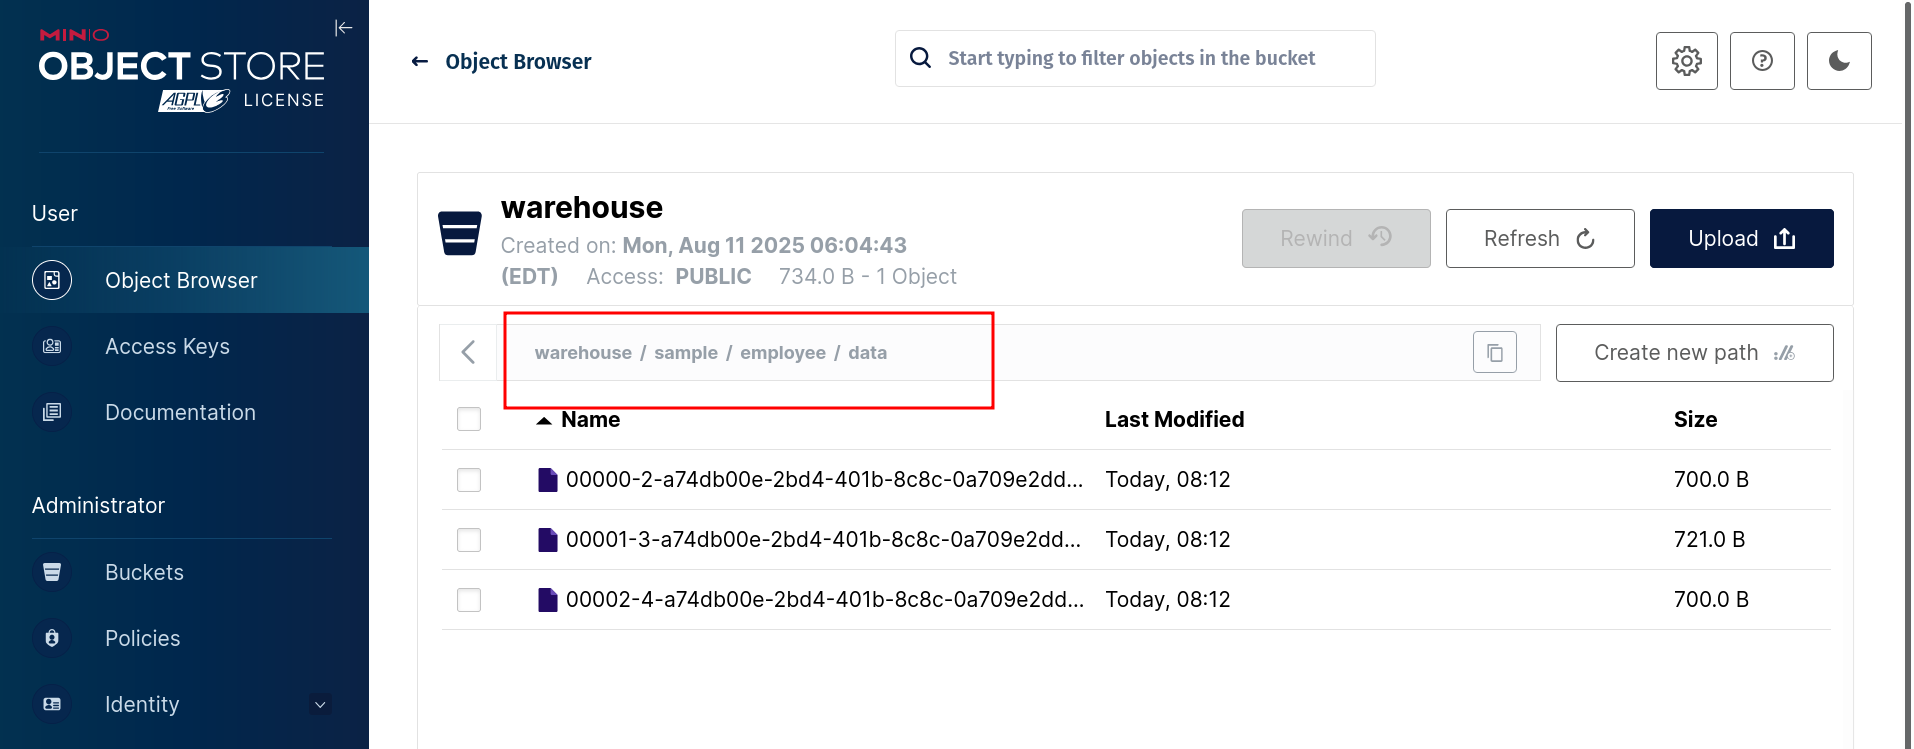 MINIO
OBJECT STORE
AGPLv3 LICENSE
Free Software
User
Object Browser
Access Keys
Documentation
Administrator
Buckets
Policies
Identity
← Object Browser
Start typing to filter objects in the bucket
warehouse
Created on: Mon, Aug 11 2025 06:04:43
(EDT) Access: PUBLIC 734.0 B - 1 Object
Rewind
Refresh
Upload
warehouse / sample / employee / data
Create new path
Name Last Modified Size
00000-2-a74db00e-2bd4-401b-8c8c-0a709e2dd... Today, 08:12 700.0 B
00001-3-a74db00e-2bd4-401b-8c8c-0a709e2dd... Today, 08:12 721.0 B
00002-4-a74db00e-2bd4-401b-8c8c-0a709e2dd... Today, 08:12 700.0 B